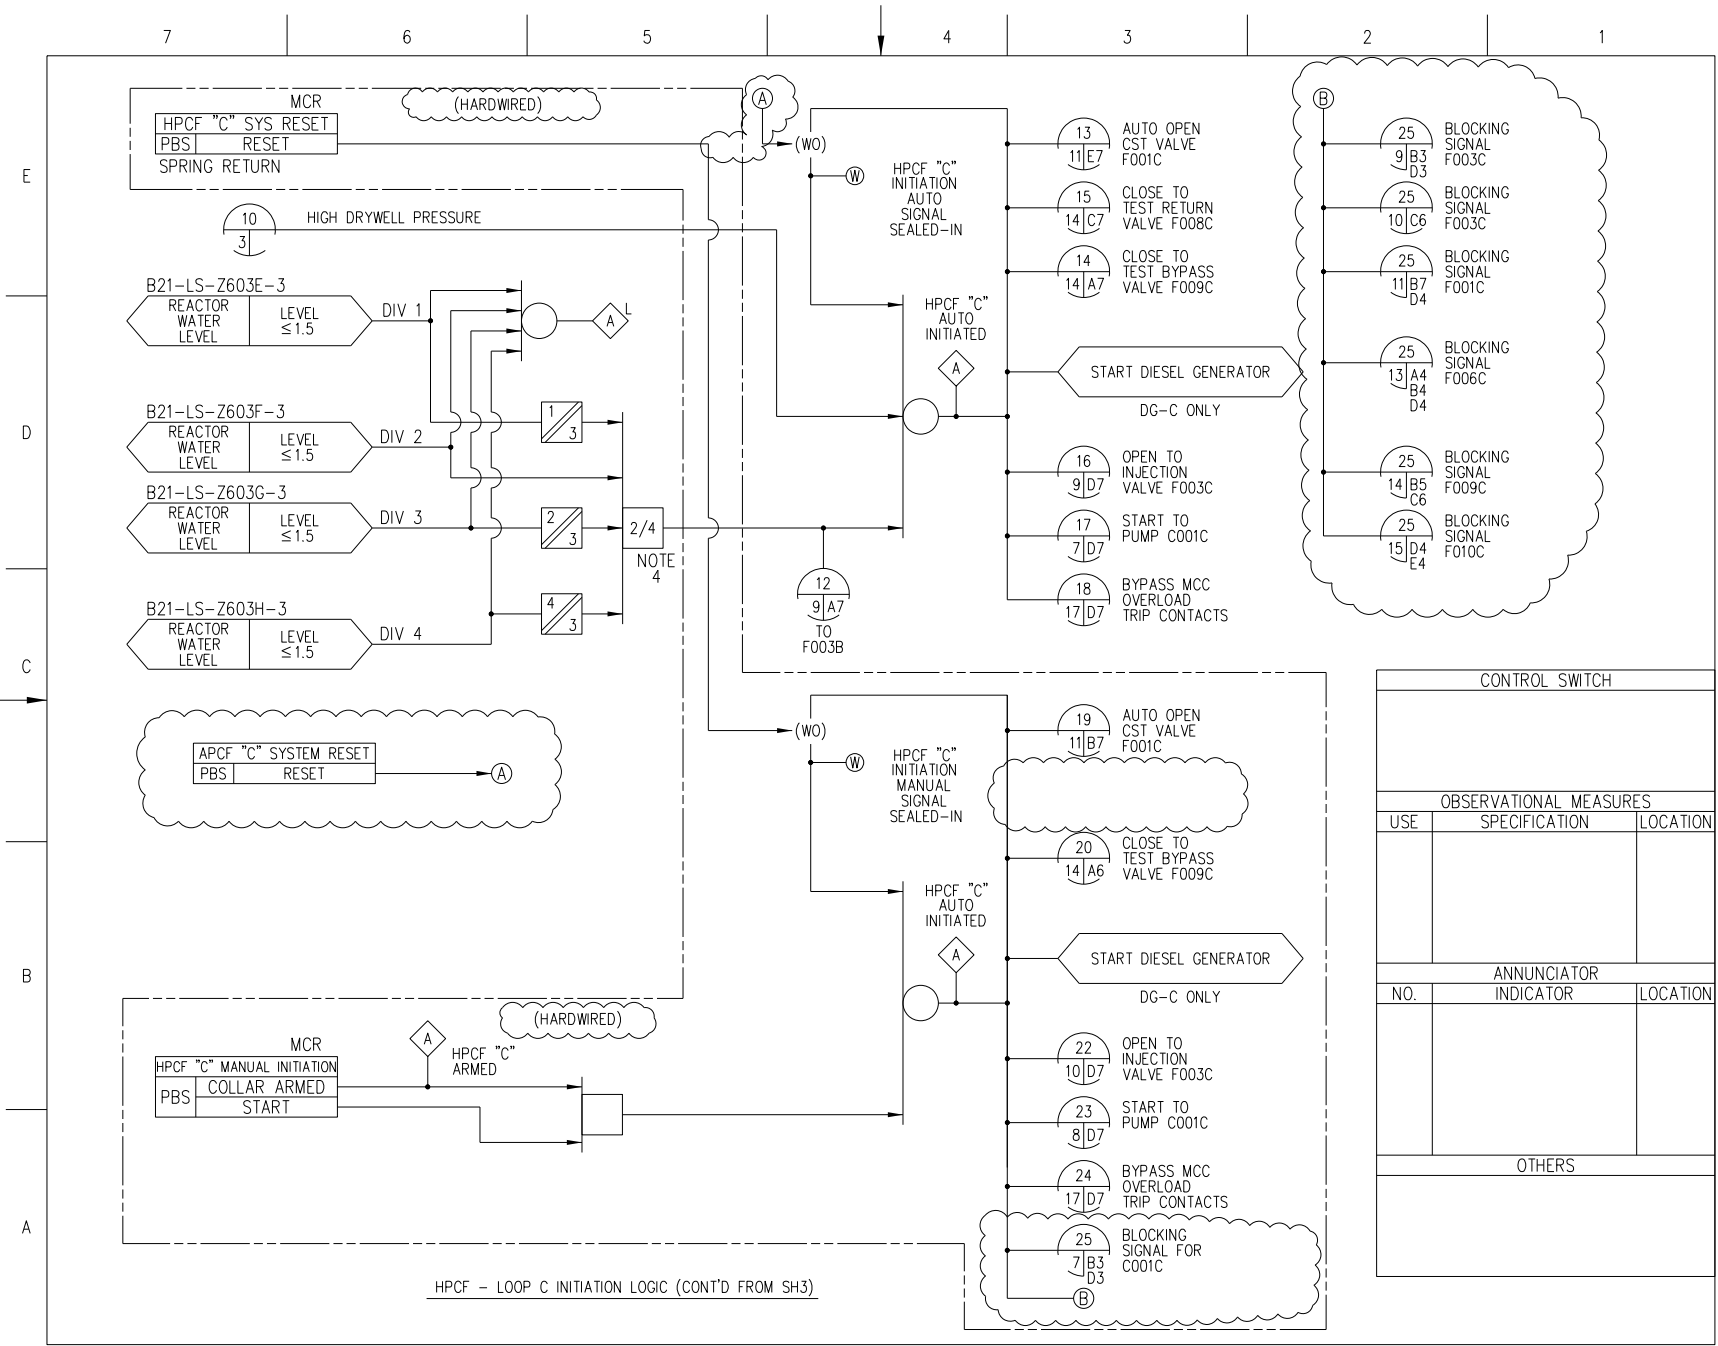 7 6 5 4 3 2 1
E
D
C
B
A
MCR
(HARDWIRED)
HPCF "C" SYS RESET
PBS RESET
SPRING RETURN
10
3
HIGH DRYWELL PRESSURE
B21-LS-Z603E-3
REACTOR
WATER
LEVEL
LEVEL
≤1.5
DIV 1
B21-LS-Z603F-3
REACTOR
WATER
LEVEL
LEVEL
≤1.5
DIV 2
B21-LS-Z603G-3
REACTOR
WATER
LEVEL
LEVEL
≤1.5
DIV 3
B21-LS-Z603H-3
REACTOR
WATER
LEVEL
LEVEL
≤1.5
DIV 4
A L
1
3
2
3
4
3
2/4
NOTE
4
12
9 A7
TO
F003B
APCF "C" SYSTEM RESET
PBS RESET
A
A
(WO)
W
HPCF "C"
INITIATION
AUTO
SIGNAL
SEALED-IN
HPCF "C"
AUTO
INITIATED
A
13
11 E7
AUTO OPEN
CST VALVE
F001C
15
14 C7
CLOSE TO
TEST RETURN
VALVE F008C
14
14 A7
CLOSE TO
TEST BYPASS
VALVE F009C
START DIESEL GENERATOR
DG-C ONLY
16
9 D7
OPEN TO
INJECTION
VALVE F003C
17
7 D7
START TO
PUMP C001C
18
17 D7
BYPASS MCC
OVERLOAD
TRIP CONTACTS
B
25
9 B3
D3
BLOCKING
SIGNAL
F003C
25
10 C6
BLOCKING
SIGNAL
F003C
25
11 B7
D4
BLOCKING
SIGNAL
F001C
25
13 A4
B4
D4
BLOCKING
SIGNAL
F006C
25
14 B5
C6
BLOCKING
SIGNAL
F009C
25
15 D4
E4
BLOCKING
SIGNAL
F010C
(WO)
W
HPCF "C"
INITIATION
MANUAL
SIGNAL
SEALED-IN
HPCF "C"
AUTO
INITIATED
A
19
11 B7
AUTO OPEN
CST VALVE
F001C
20
14 A6
CLOSE TO
TEST BYPASS
VALVE F009C
START DIESEL GENERATOR
DG-C ONLY
22
10 D7
OPEN TO
INJECTION
VALVE F003C
23
8 D7
START TO
PUMP C001C
24
17 D7
BYPASS MCC
OVERLOAD
TRIP CONTACTS
25
7 B3
D3
BLOCKING
SIGNAL FOR
C001C
B
(HARDWIRED)
MCR
HPCF "C" MANUAL INITIATION
PBS
COLLAR ARMED
START
A
HPCF "C"
ARMED
HPCF - LOOP C INITIATION LOGIC (CONT'D FROM SH3)
CONTROL SWITCH
OBSERVATIONAL MEASURES
USE SPECIFICATION LOCATION
ANNUNCIATOR
NO. INDICATOR LOCATION
OTHERS